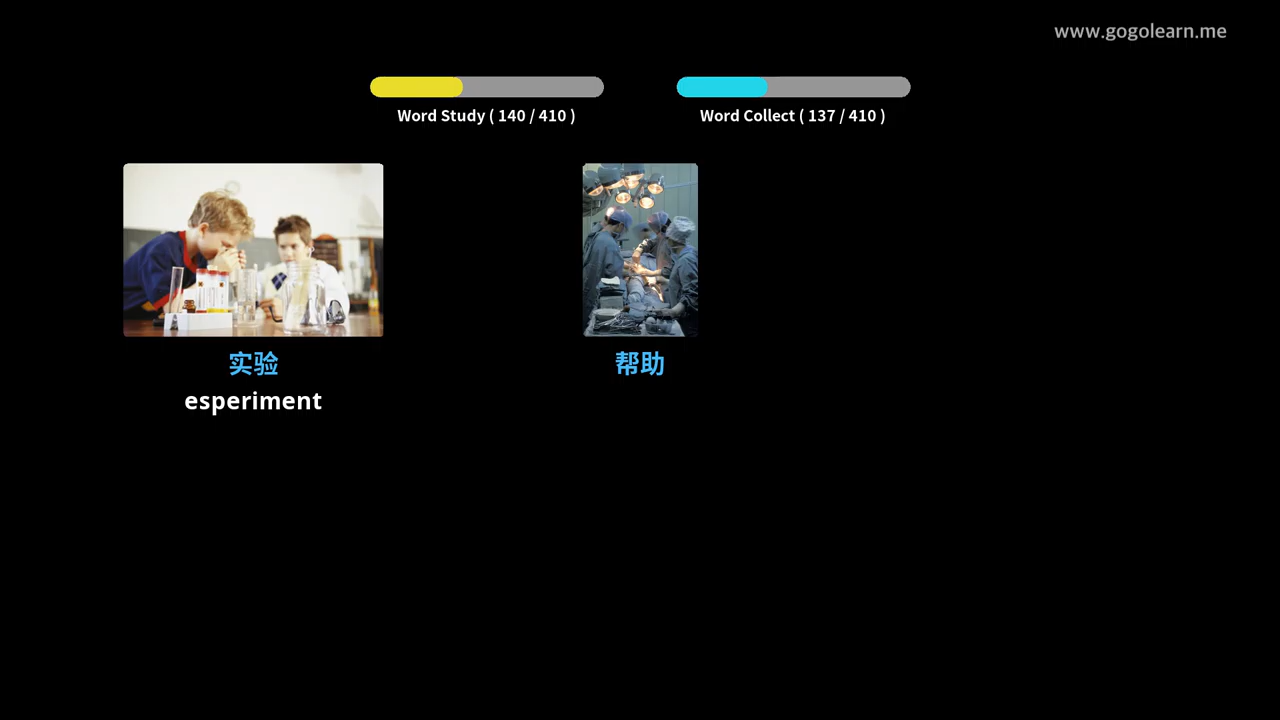 www.gogolearn.me
Word Study ( 140 / 410 )
Word Collect ( 137 / 410 )
实验
esperiment
帮助